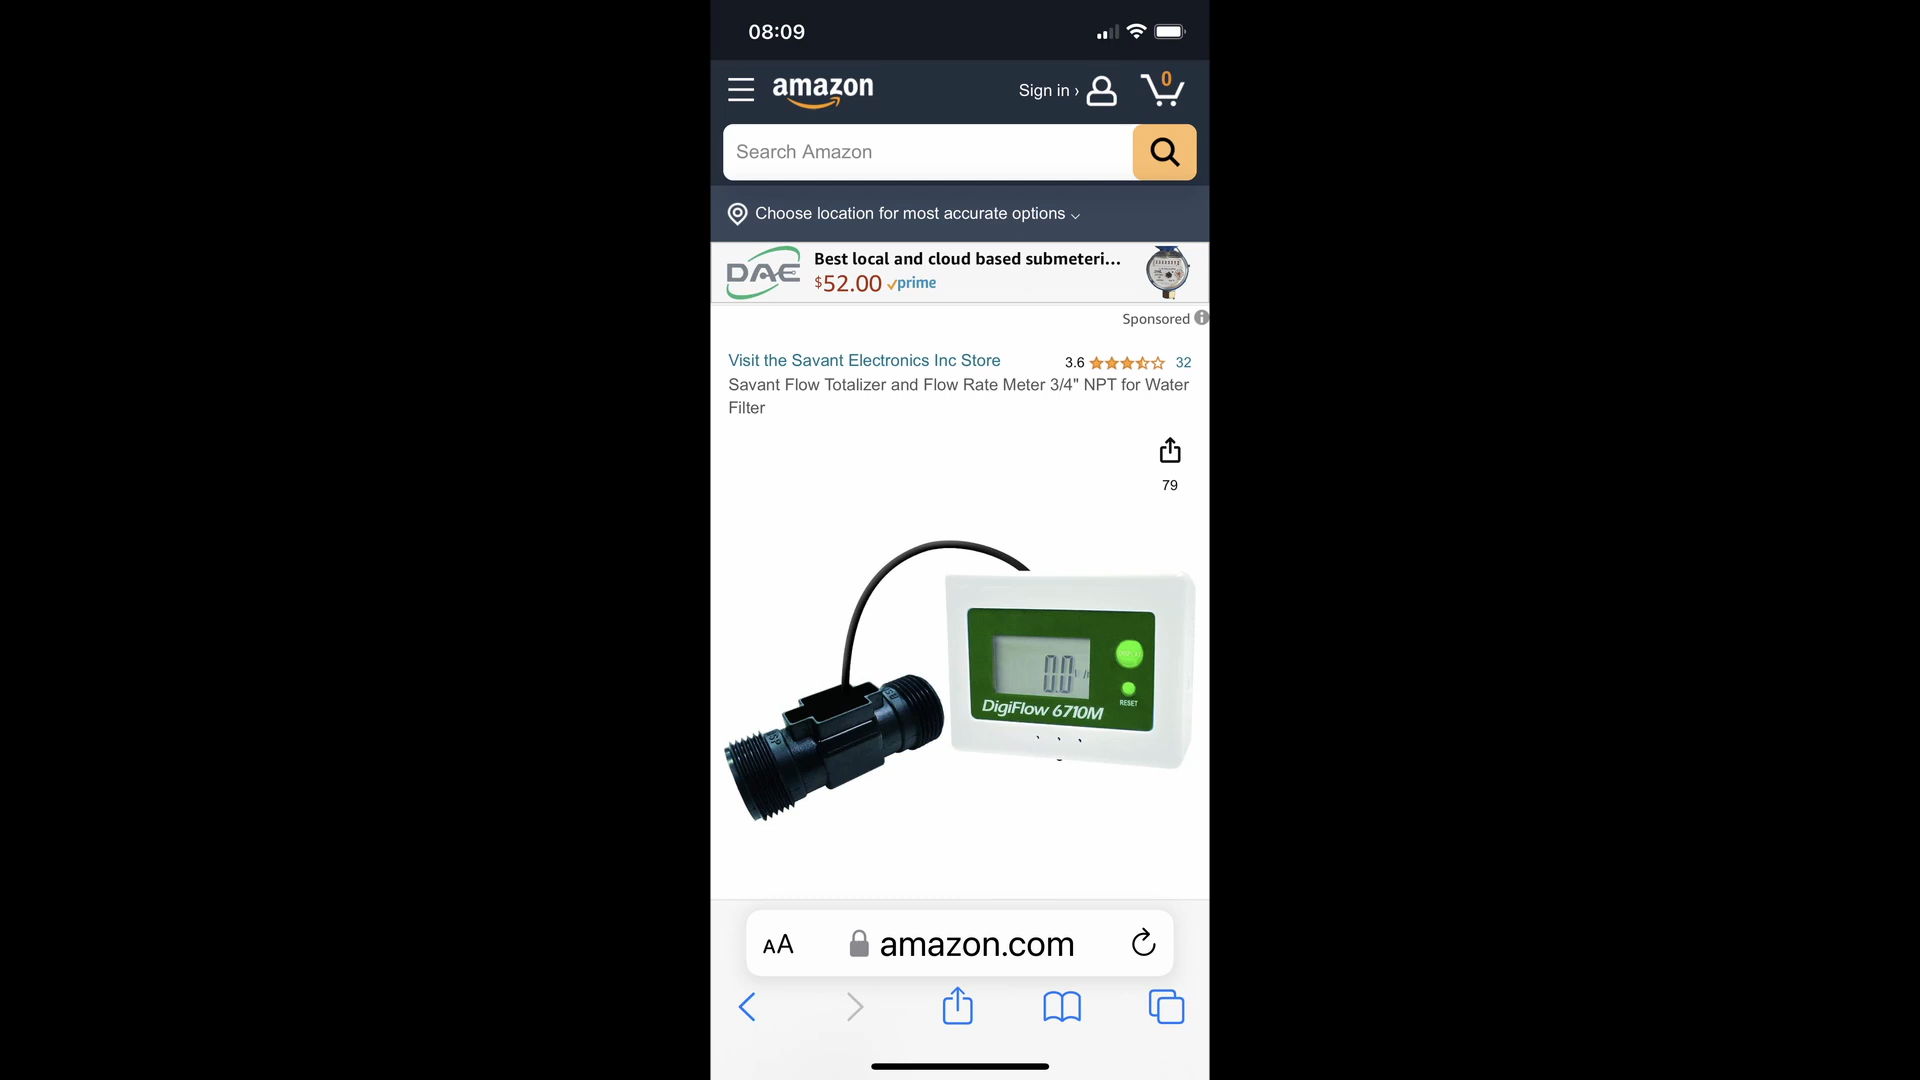 08:09
amazon
Sign in ›
0
Search Amazon
Choose location for most accurate options
DAE
Best local and cloud based submeteri...
$52.00 prime
Sponsored
Visit the Savant Electronics Inc Store
3.6 32
Savant Flow Totalizer and Flow Rate Meter 3/4" NPT for Water
Filter
79
0.0
DigiFlow 6710M
RESET
AA amazon.com